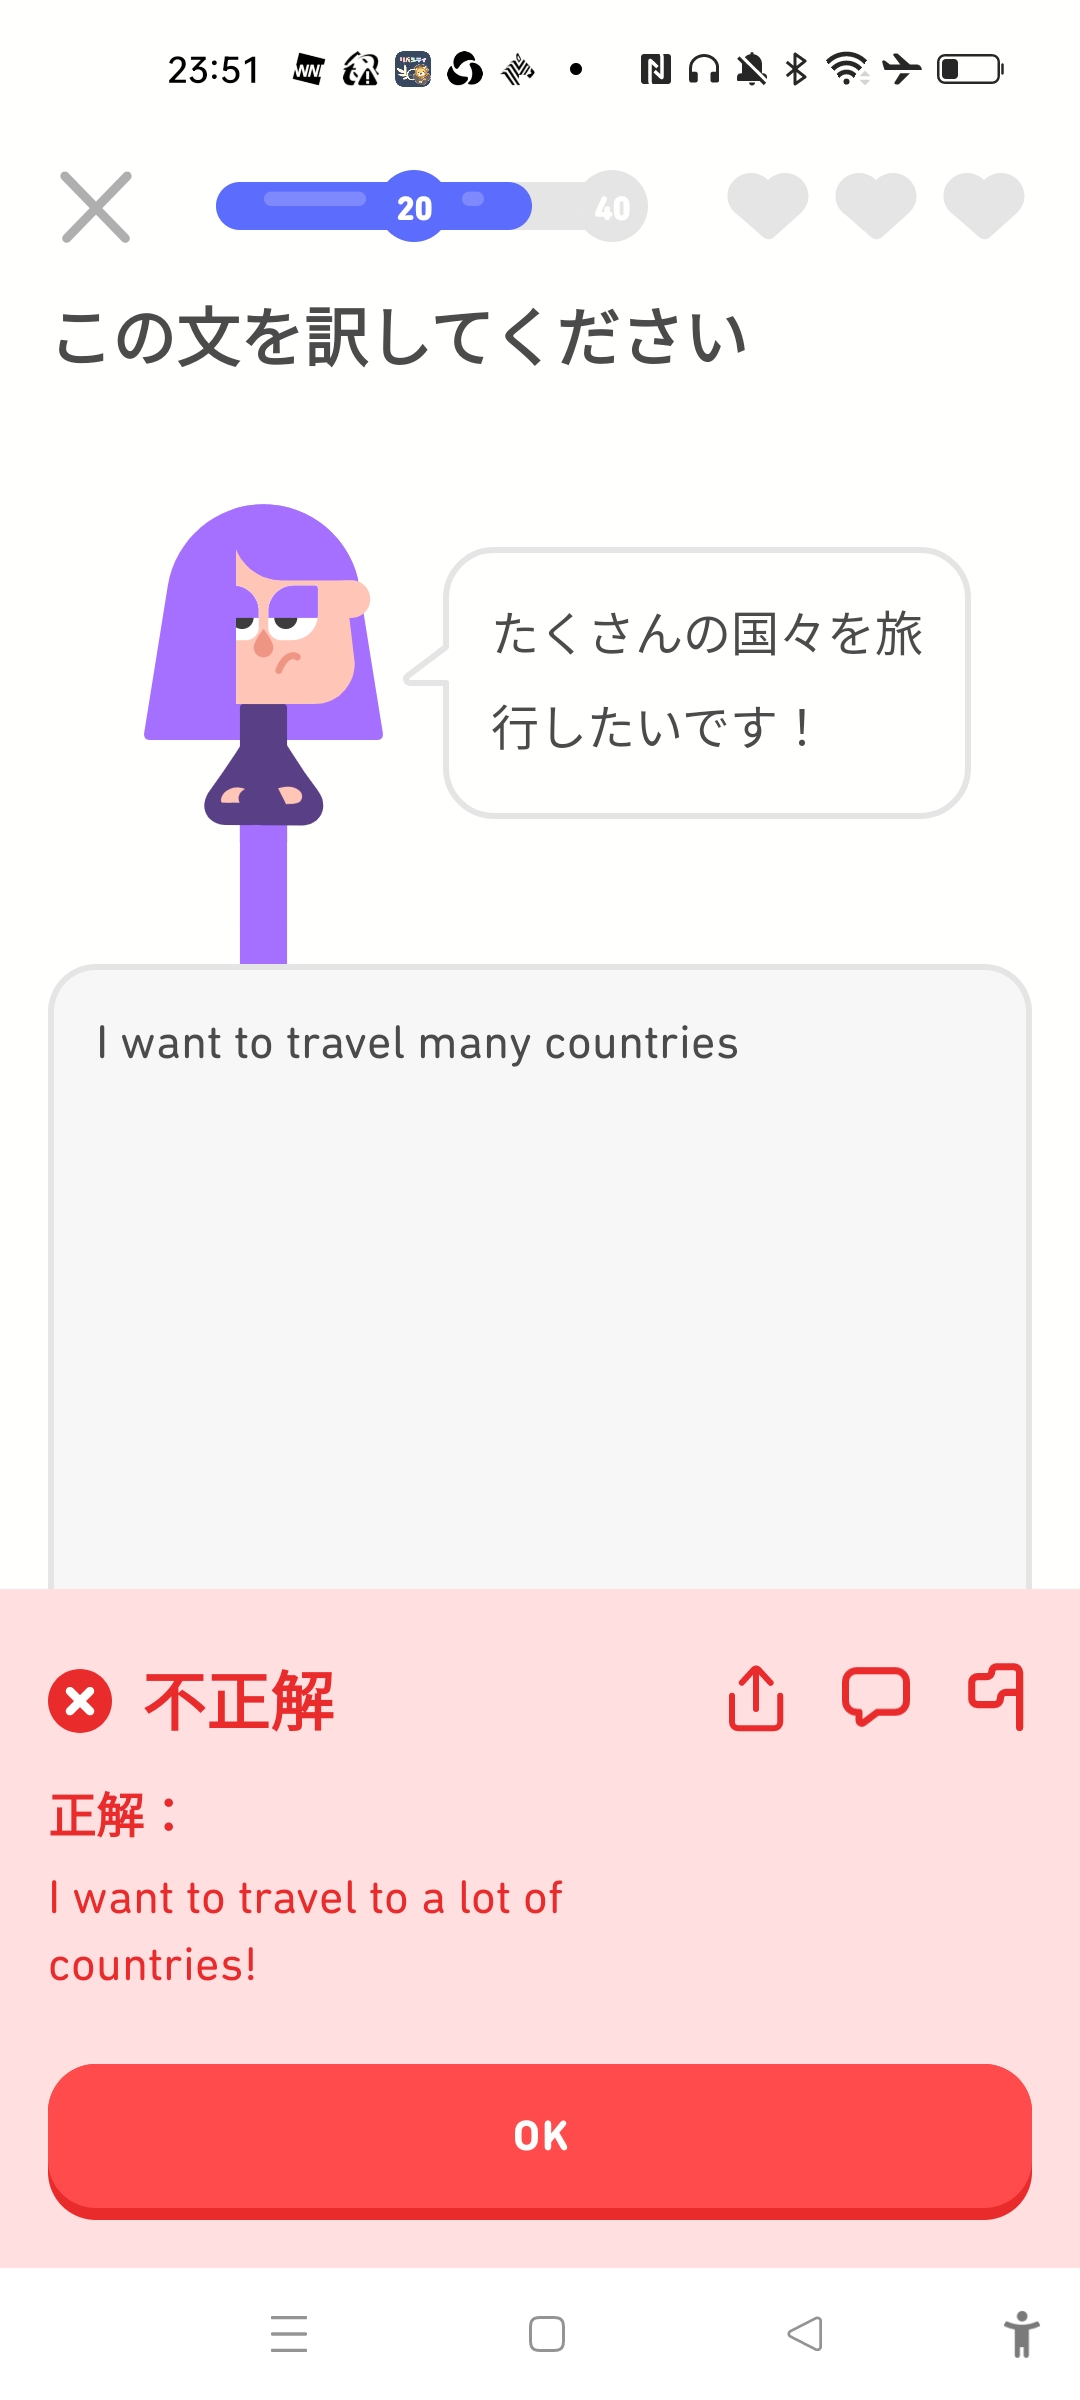 23:51
20
40
この文を訳してください
たくさんの国々を旅
行したいです！
I want to travel many countries
不正解
正解：
I want to travel to a lot of
countries!
OK